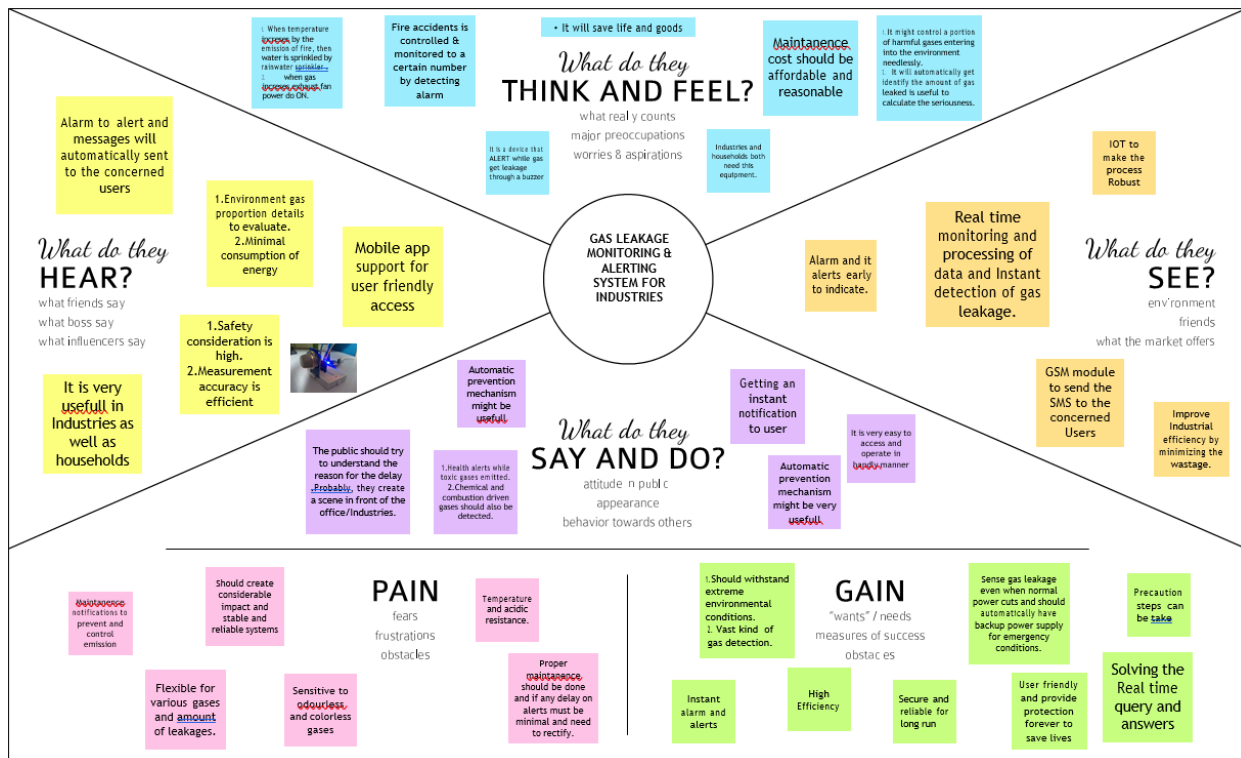 1. When temperature
increses by the
emission of fire, then
water is sprinkled by
rainwater sprinkler.
2. when gas
increses exhaust fan
power do ON.
Fire accidents is
controlled &
monitored to a
certain number
by detecting
alarm
• It will save life and goods
What do they
THINK AND FEEL?
what really counts
major preoccupations
worries & aspirations
Maintanence
cost should be
affordable and
reasonable
1.It might control a portion
of harmful gases entering
into the environment
needlessly.
2. It will automatically get
identify the amount of gas
leaked is useful to
calculate the seriousness.
It is a device that
ALERT while gas
get leakage
through a buzzer
Industries and
households both
need this
equipment.
Alarm to alert and
messages will
automatically sent
to the concerned
users
1.Environment gas
proportion details
to evaluate.
2.Minimal
consumption of
energy
Mobile app
support for
user friendly
access
What do they
HEAR?
what friends say
what boss say
what influencers say
1.Safety
consideration is
high.
2.Measurement
accuracy is
efficient
It is very
usefull in
Industries as
well as
households
GAS LEAKAGE
MONITORING &
ALERTING
SYSTEM FOR
INDUSTRIES
IOT to
make the
process
Robust
Real time
monitoring and
processing of
data and Instant
detection of gas
leakage.
Alarm and it
alerts early
to indicate.
What do they
SEE?
environment
friends
what the market offers
GSM module
to send the
SMS to the
concerned
Users
Improve
Industrial
efficiency by
minimizing the
wastage.
Automatic
prevention
mechanism
might be
usefull
The public should try
to understand the
reason for the delay
.Probably, they create
a scene in front of the
office/Industries.
1.Health alerts while
toxic gases emitted.
2.Chemical and
combustion driven
gases should also be
detected.
What do they
SAY AND DO?
attitude in public
appearance
behavior towards others
Getting an
instant
notification
to user
It is very easy to
access and
operate in
handly manner
Automatic
prevention
mechanism
might be very
usefull
PAIN
fears
frustrations
obstacles
Maintanense
notifications to
prevent and
control
emission
Should create
considerable
impact and
stable and
reliable systems
Temperature
and acidic
resistance.
Flexible for
various gases
and amount
of leakages.
Sensitive to
odourless
and colorless
gases
Proper
maintanence
should be done
and if any delay on
alerts must be
minimal and need
to rectify.
GAIN
"wants" / needs
measures of success
obstacles
1.Should withstand
extreme
environmental
conditions.
2. Vast kind of
gas detection.
Sense gas leakage
even when normal
power cuts and should
automatically have
backup power supply
for emergency
conditions.
Precaution
steps can
be take
Instant
alarm and
alerts
High
Efficiency
Secure and
reliable for
long run
User friendly
and provide
protection
forever to
save lives
Solving the
Real time
query and
answers